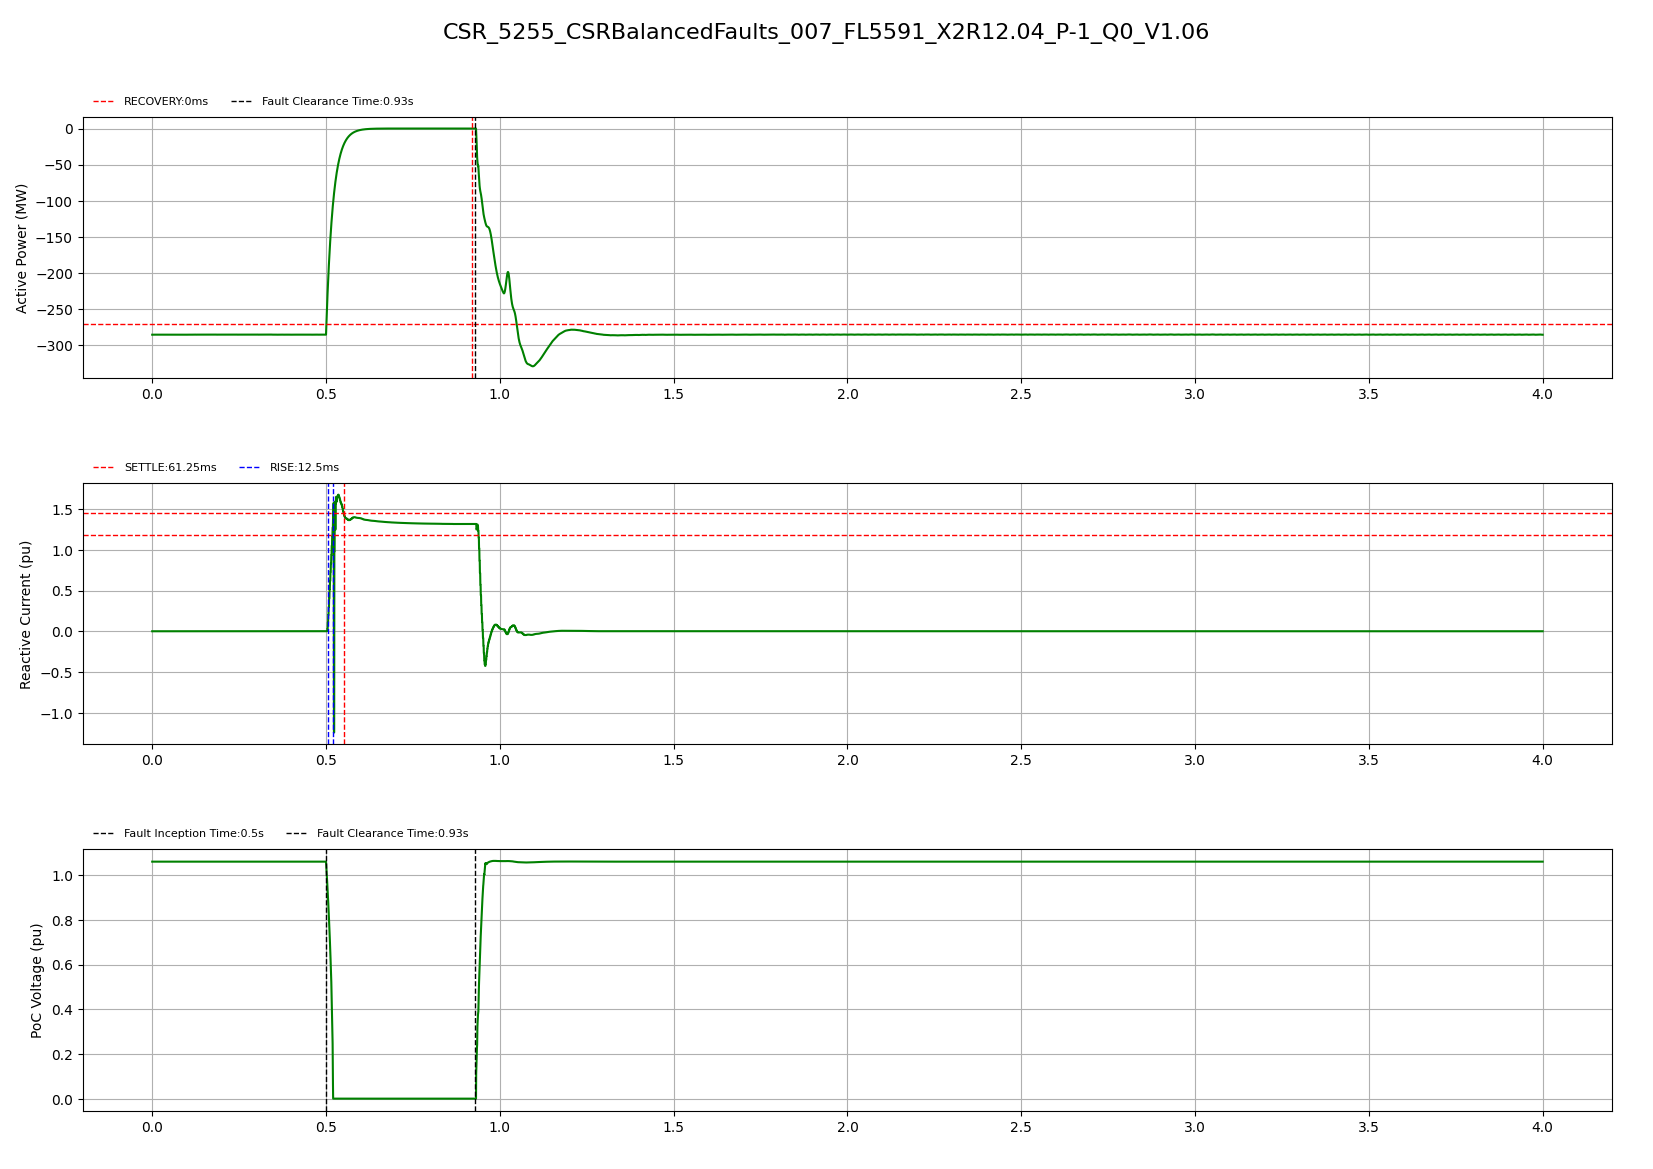 CSR_5255_CSRBalancedFaults_007_FL5591_X2R12.04_P-1_Q0_V1.06
RECOVERY:0ms Fault Clearance Time:0.93s
Active Power (MW)
0
−50
−100
−150
−200
−250
−300
0.0 0.5 1.0 1.5 2.0 2.5 3.0 3.5 4.0
SETTLE:61.25ms RISE:12.5ms
Reactive Current (pu)
1.5
1.0
0.5
0.0
−0.5
−1.0
0.0 0.5 1.0 1.5 2.0 2.5 3.0 3.5 4.0
Fault Inception Time:0.5s Fault Clearance Time:0.93s
PoC Voltage (pu)
1.0
0.8
0.6
0.4
0.2
0.0
0.0 0.5 1.0 1.5 2.0 2.5 3.0 3.5 4.0